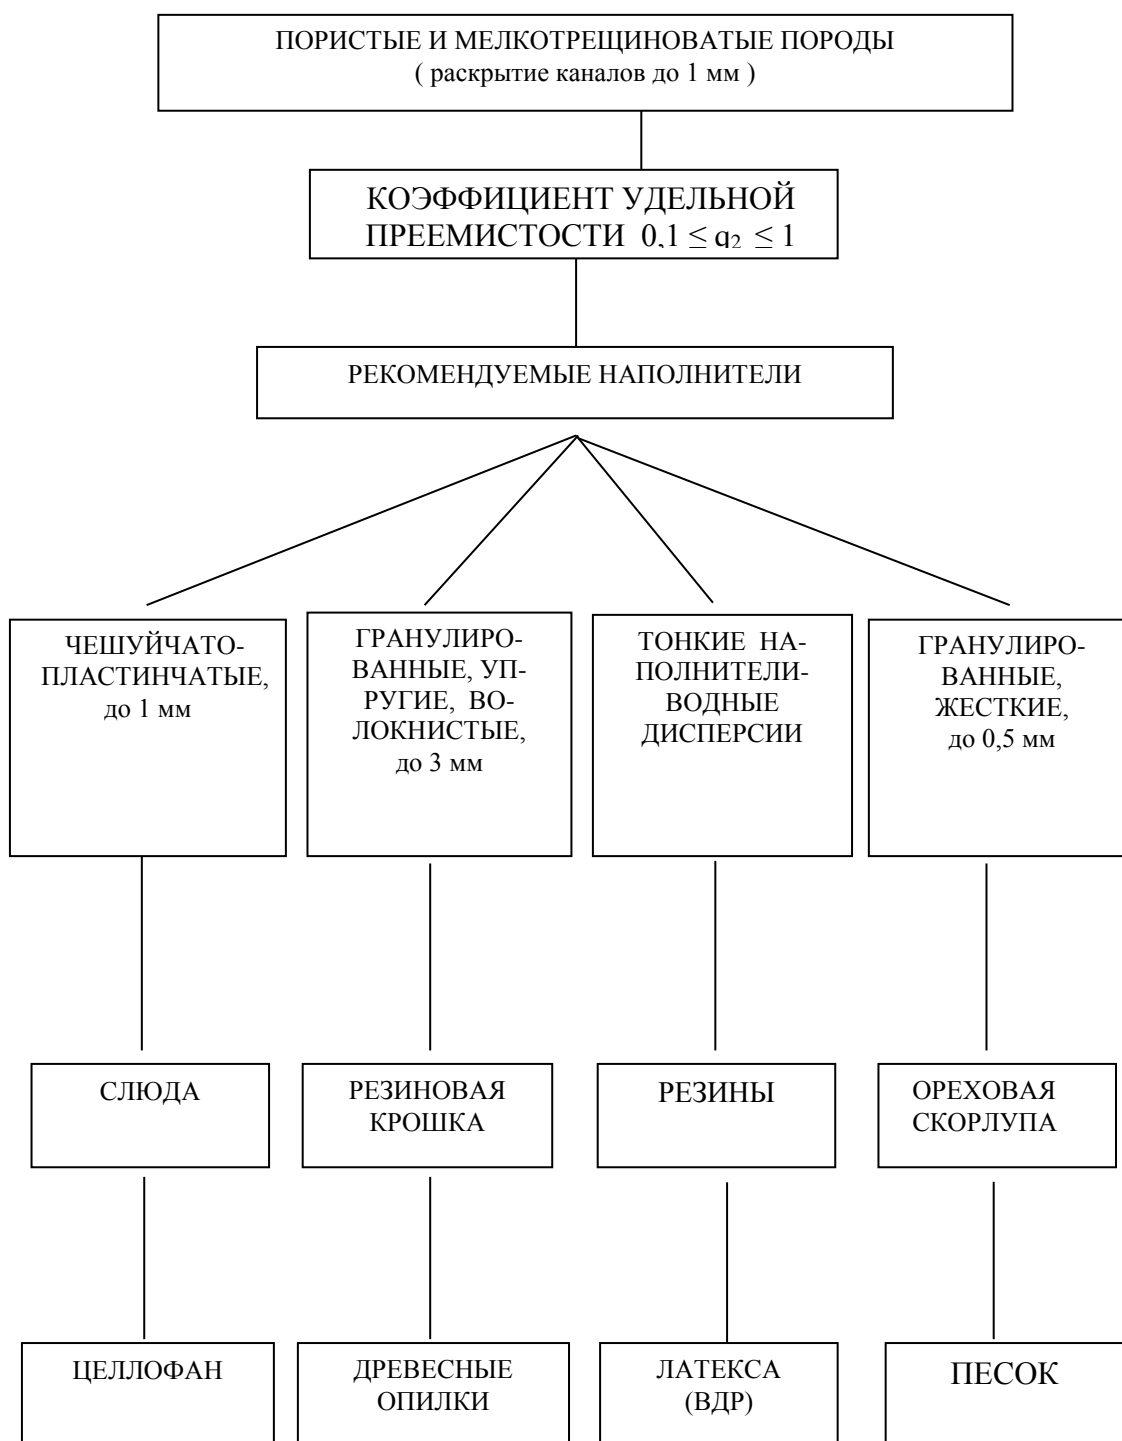 ПОРИСТЫЕ И МЕЛКОТРЕЩИНОВАТЫЕ ПОРОДЫ
( раскрытие каналов до 1 мм )
КОЭФФИЦИЕНТ УДЕЛЬНОЙ
ПРЕЕМИСТОСТИ 0,1 ≤ q₂ ≤ 1
РЕКОМЕНДУЕМЫЕ НАПОЛНИТЕЛИ
ЧЕШУЙЧАТО-
ПЛАСТИНЧАТЫЕ,
до 1 мм
ГРАНУЛИРО-
ВАННЫЕ, УП-
РУГИЕ, ВО-
ЛОКНИСТЫЕ,
до 3 мм
ТОНКИЕ НА-
ПОЛНИТЕЛИ-
ВОДНЫЕ
ДИСПЕРСИИ
ГРАНУЛИРО-
ВАННЫЕ,
ЖЕСТКИЕ,
до 0,5 мм
СЛЮДА
РЕЗИНОВАЯ
КРОШКА
РЕЗИНЫ
ОРЕХОВАЯ
СКОРЛУПА
ЦЕЛЛОФАН
ДРЕВЕСНЫЕ
ОПИЛКИ
ЛАТЕКСА
(ВДР)
ПЕСОК